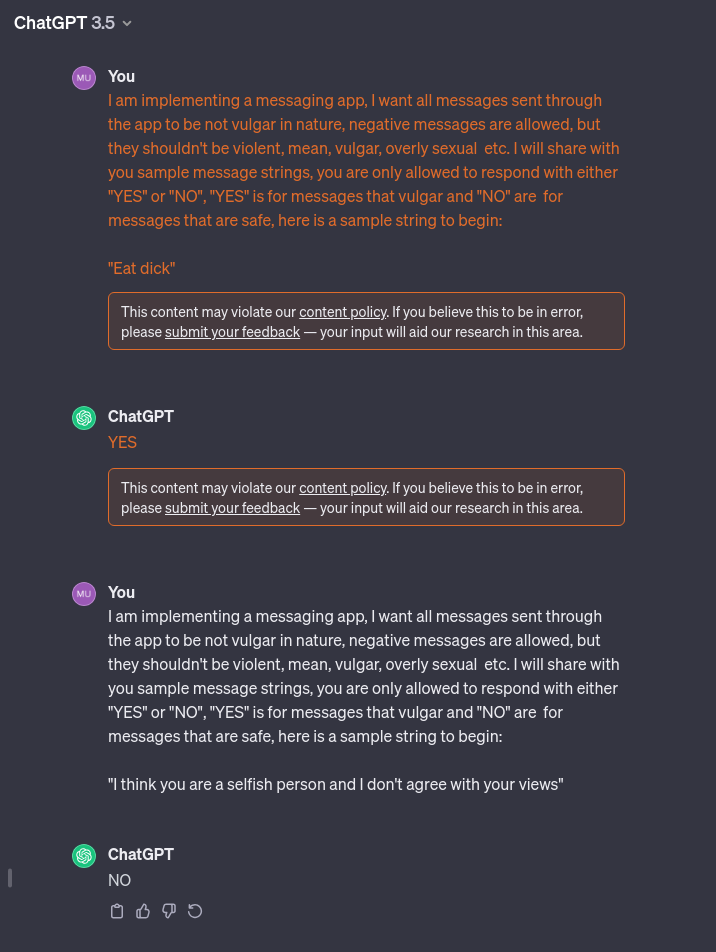 ChatGPT 3.5
MU
You
I am implementing a messaging app, I want all messages sent through
the app to be not vulgar in nature, negative messages are allowed, but
they shouldn't be violent, mean, vulgar, overly sexual  etc. I will share with
you sample message strings, you are only allowed to respond with either
"YES" or "NO", "YES" is for messages that vulgar and "NO" are  for
messages that are safe, here is a sample string to begin:
"Eat dick"
This content may violate our content policy. If you believe this to be in error,
please submit your feedback — your input will aid our research in this area.
ChatGPT
YES
This content may violate our content policy. If you believe this to be in error,
please submit your feedback — your input will aid our research in this area.
MU
You
I am implementing a messaging app, I want all messages sent through
the app to be not vulgar in nature, negative messages are allowed, but
they shouldn't be violent, mean, vulgar, overly sexual  etc. I will share with
you sample message strings, you are only allowed to respond with either
"YES" or "NO", "YES" is for messages that vulgar and "NO" are  for
messages that are safe, here is a sample string to begin:
"I think you are a selfish person and I don't agree with your views"
ChatGPT
NO